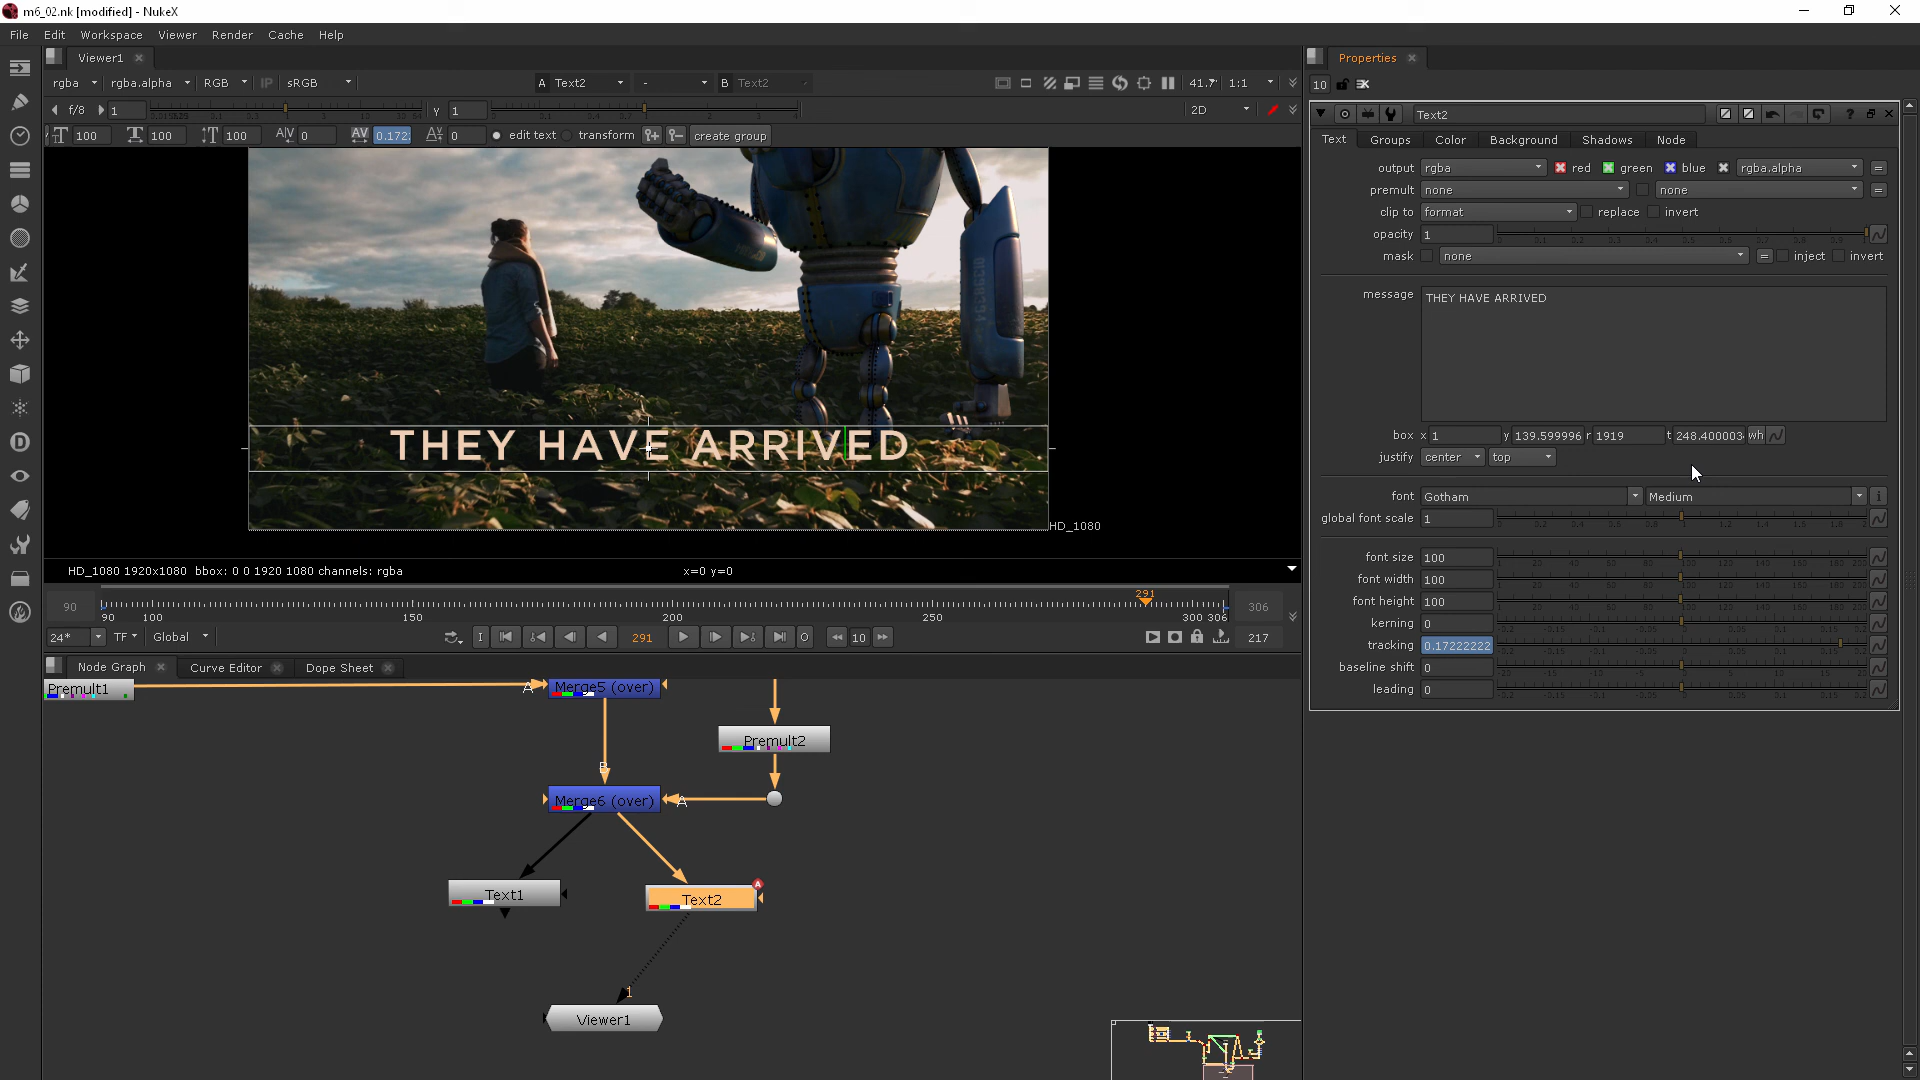 m6_02.nk [modified] - NukeX
File Edit Workspace Viewer Render Cache Help
Viewer1
rgba rgba.alpha RGB IP sRGB A Text2 - B Text2 41.7 1:1
f/8 1 y 1 2D
100 100 100 0 0.172 0 edit text transform create group
THEY HAVE ARRIVED
HD_1080
HD_1080 1920x1080 bbox: 0 0 1920 1080 channels: rgba x=0 y=0
90 291 306
90 100 150 200 250 300 306
24* TF Global I 291 O 10 217
Node Graph Curve Editor Dope Sheet
Premult1 A Merge5 (over)
Premult2
B
Merge6 (over) A
Text1 Text2 A
1
Viewer1
Properties
10
Text2
Text Groups Color Background Shadows Node
output rgba red green blue rgba.alpha =
premult none none =
clip to format replace invert
opacity 1
mask none = inject invert
message THEY HAVE ARRIVED
box x 1 y 139.599996 r 1919 t 248.400003 wh
justify center top
font Gotham Medium i
global font scale 1
font size 100
font width 100
font height 100
kerning 0
tracking 0.17222222
baseline shift 0
leading 0